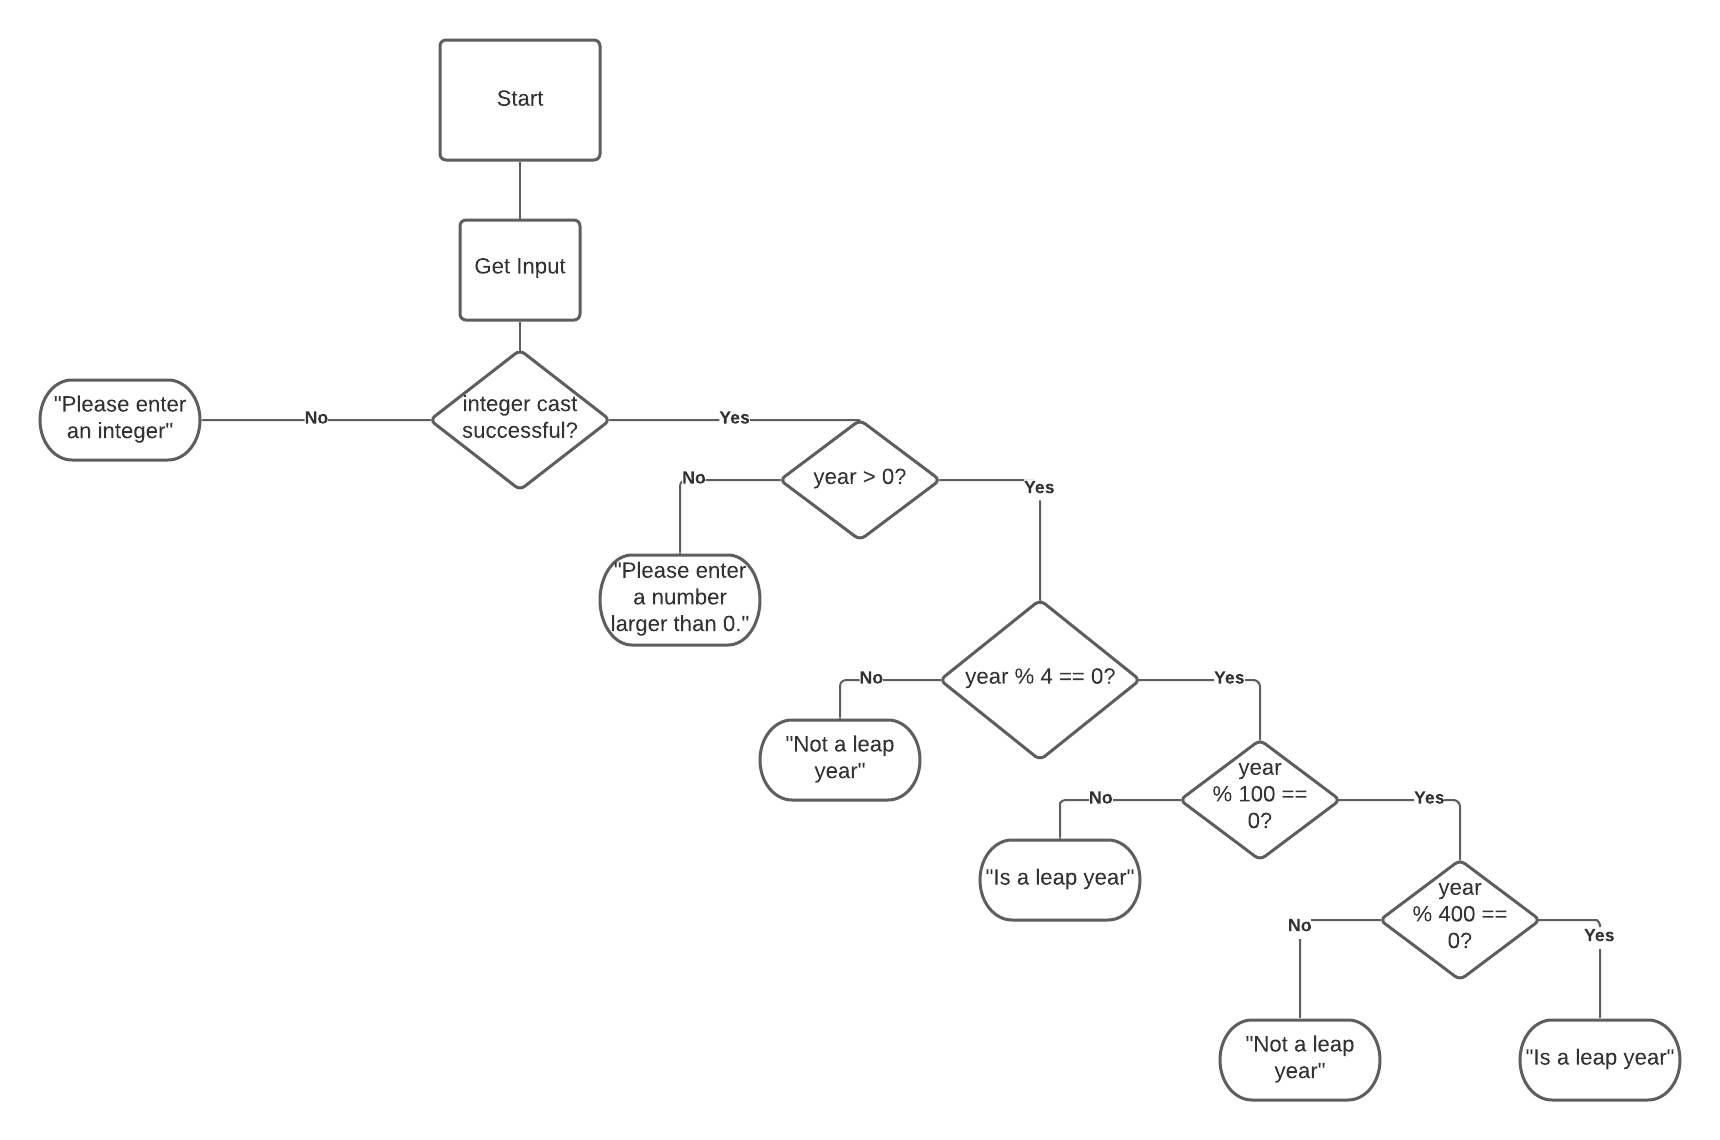 Start
Get Input
integer cast
successful?
No
"Please enter
an integer"
Yes
year > 0?
No
"Please enter
a number
larger than 0."
Yes
year % 4 == 0?
No
"Not a leap
year"
Yes
year
% 100 ==
0?
No
"Is a leap year"
Yes
year
% 400 ==
0?
No
"Not a leap
year"
Yes
"Is a leap year"